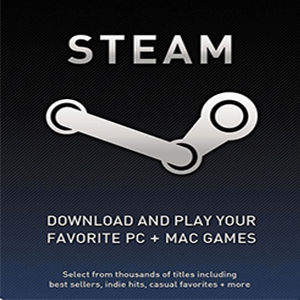 STEAM
DOWNLOAD AND PLAY YOUR
FAVORITE PC + MAC GAMES
Select from thousands of titles including
best sellers, indie hits, casual favorites + more